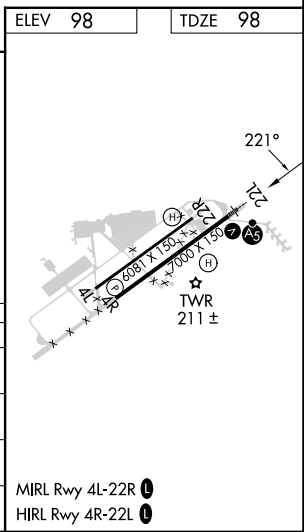 ELEV 98
TDZE 98
221°
22L
22R
H
A5
6081 X 150
7000 X 150
H
P
4L
4R
TWR
211 ±
MIRL Rwy 4L-22R L
HIRL Rwy 4R-22L L